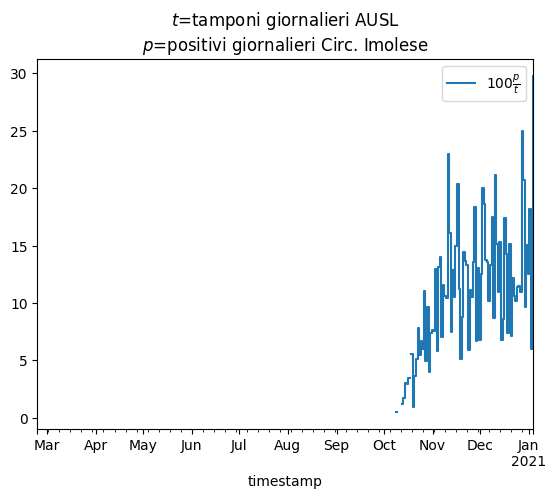 t=tamponi giornalieri AUSL
p=positivi giornalieri Circ. Imolese
100 p/t
30
25
20
15
10
5
0
Mar Apr May Jun Jul Aug Sep Oct Nov Dec Jan
2021
timestamp